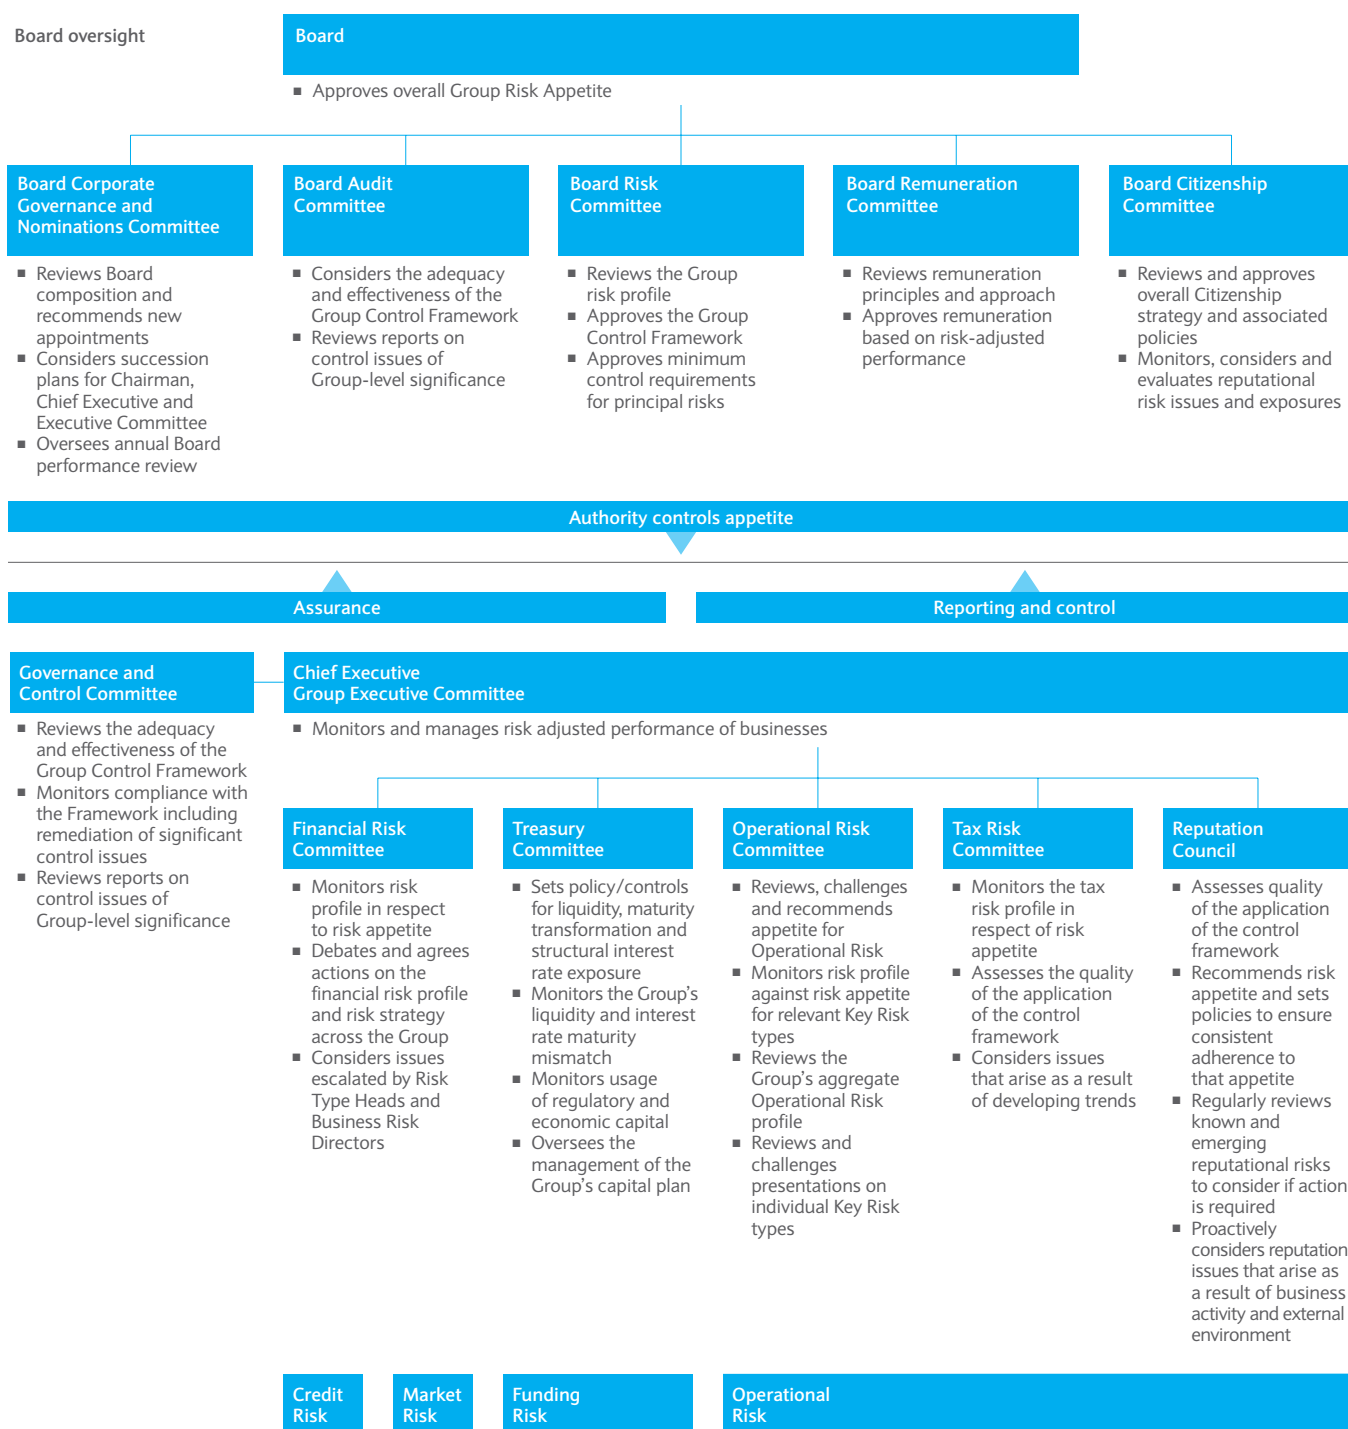 Board oversight
Board
■ Approves overall Group Risk Appetite
Board Corporate
Governance and
Nominations Committee
■ Reviews Board
composition and
recommends new
appointments
■ Considers succession
plans for Chairman,
Chief Executive and
Executive Committee
■ Oversees annual Board
performance review
Board Audit
Committee
■ Considers the adequacy
and effectiveness of the
Group Control Framework
■ Reviews reports on
control issues of
Group-level significance
Board Risk
Committee
■ Reviews the Group
risk profile
■ Approves the Group
Control Framework
■ Approves minimum
control requirements
for principal risks
Board Remuneration
Committee
■ Reviews remuneration
principles and approach
■ Approves remuneration
based on risk-adjusted
performance
Board Citizenship
Committee
■ Reviews and approves
overall Citizenship
strategy and associated
policies
■ Monitors, considers and
evaluates reputational
risk issues and exposures
Authority controls appetite
Assurance
Reporting and control
Governance and
Control Committee
■ Reviews the adequacy
and effectiveness of the
Group Control Framework
■ Monitors compliance with
the Framework including
remediation of significant
control issues
■ Reviews reports on
control issues of
Group-level significance
Chief Executive
Group Executive Committee
■ Monitors and manages risk adjusted performance of businesses
Financial Risk
Committee
■ Monitors risk
profile in respect
to risk appetite
■ Debates and agrees
actions on the
financial risk profile
and risk strategy
across the Group
■ Considers issues
escalated by Risk
Type Heads and
Business Risk
Directors
Treasury
Committee
■ Sets policy/controls
for liquidity, maturity
transformation and
structural interest
rate exposure
■ Monitors the Group’s
liquidity and interest
rate maturity
mismatch
■ Monitors usage
of regulatory and
economic capital
■ Oversees the
management of the
Group’s capital plan
Operational Risk
Committee
■ Reviews, challenges
and recommends
appetite for
Operational Risk
■ Monitors risk profile
against risk appetite
for relevant Key Risk
types
■ Reviews the
Group’s aggregate
Operational Risk
profile
■ Reviews and
challenges
presentations on
individual Key Risk
types
Tax Risk
Committee
■ Monitors the tax
risk profile in
respect of risk
appetite
■ Assesses the quality
of the application
of the control
framework
■ Considers issues
that arise as a result
of developing trends
Reputation
Council
■ Assesses quality
of the application
of the control
framework
■ Recommends risk
appetite and sets
policies to ensure
consistent
adherence to
that appetite
■ Regularly reviews
known and
emerging
reputational risks
to consider if action
is required
■ Proactively
considers reputation
issues that arise as
a result of business
activity and external
environment
Credit
Risk
Market
Risk
Funding
Risk
Operational
Risk